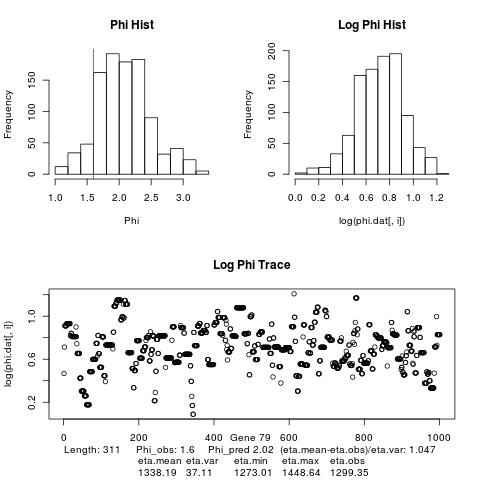 Phi Hist
Log Phi Hist
Frequency
0 50 100 150
1.0 1.5 2.0 2.5 3.0
Phi
Frequency
0 50 100 150 200
0.0 0.2 0.4 0.6 0.8 1.0 1.2
log(phi.dat[, i])
Log Phi Trace
log(phi.dat[, i])
0.2 0.6 1.0
0 200 400 600 800 1000
Gene 79
Length: 311 Phi_obs: 1.6 Phi_pred 2.02 (eta.mean-eta.obs)/eta.var: 1.047
eta.mean eta.var eta.min eta.max eta.obs
1338.19 37.11 1273.01 1448.64 1299.35